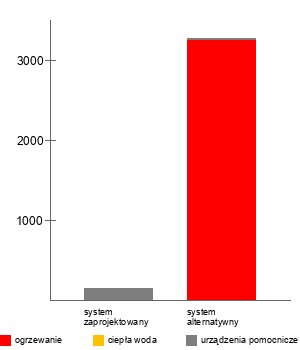 3000
2000
1000
system
zaprojektowany
system
alternatywny
ogrzewanie
ciepła woda
urządzenia pomocnicze